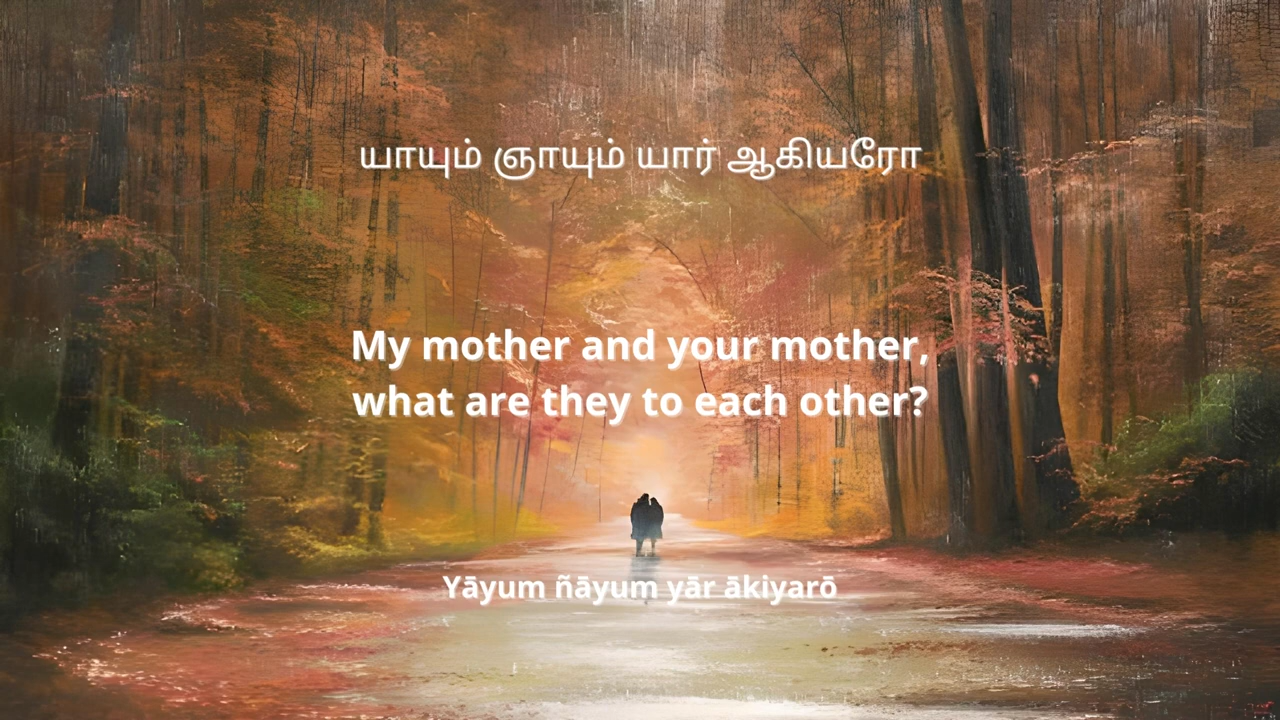 யாயும் ஞாயும் யார் ஆகியரோ
My mother and your mother,
what are they to each other?
Yāyum ñāyum yār ākiyarō